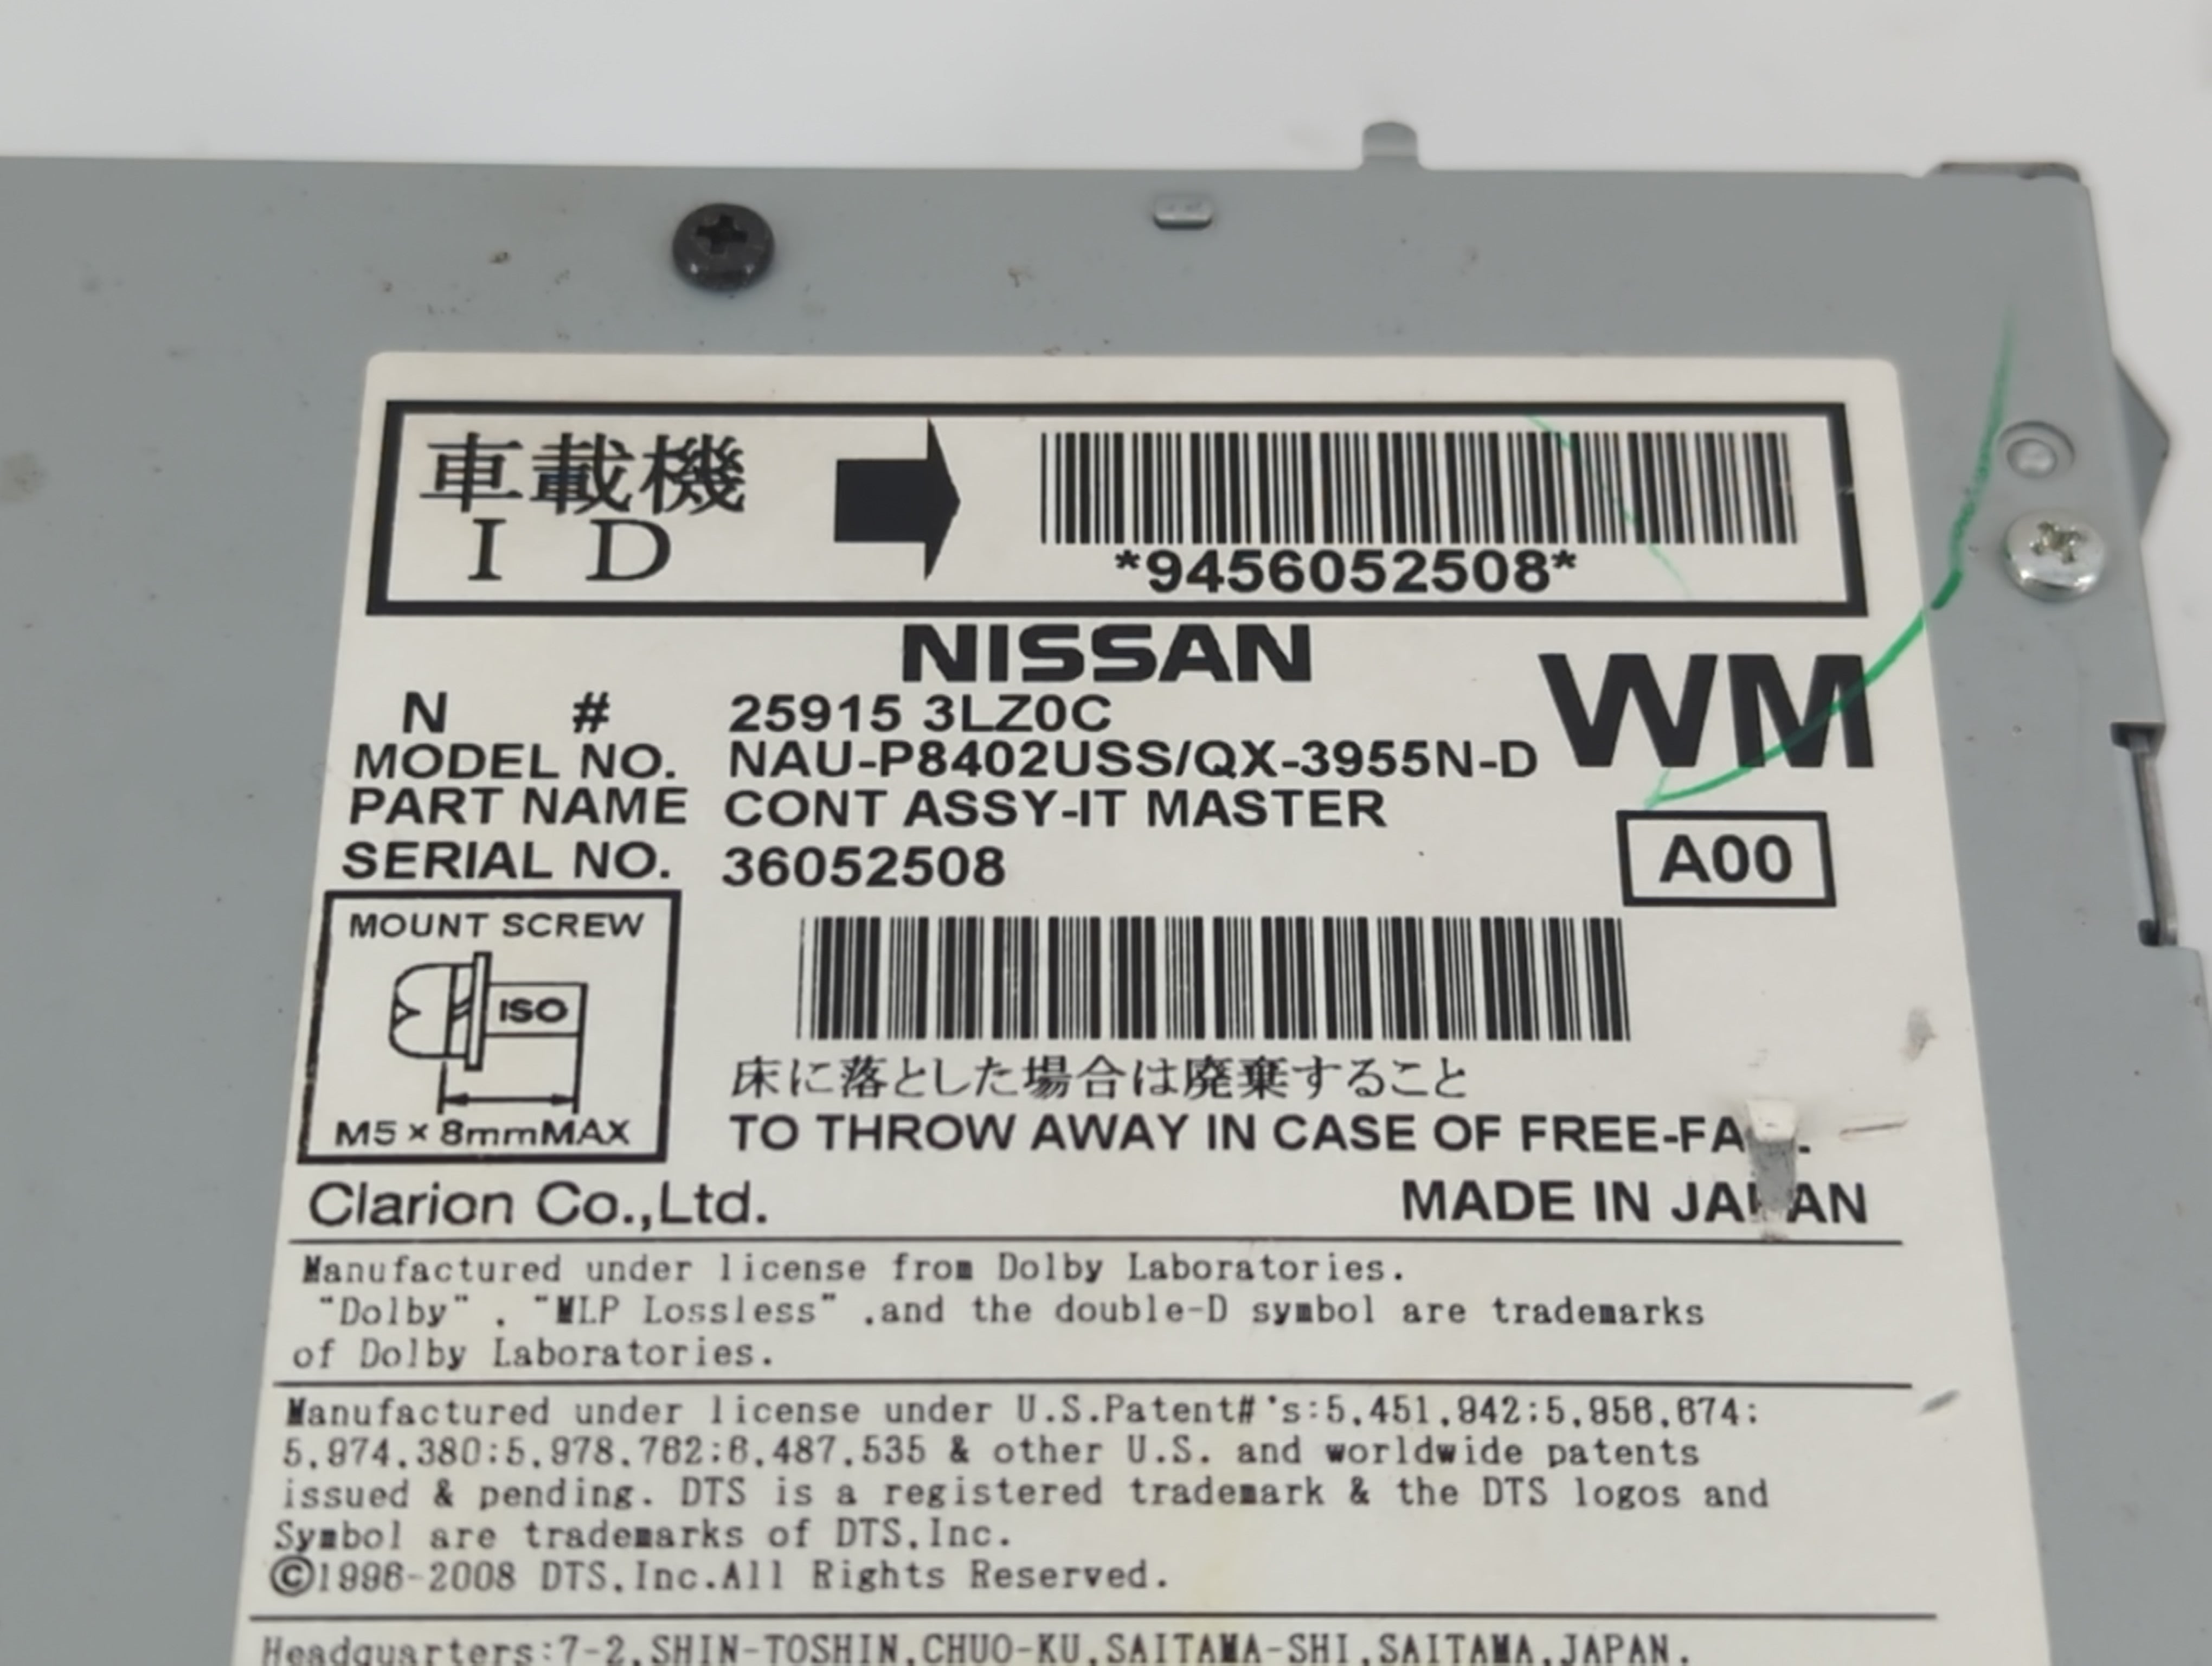 車載機
I D
*9456052508*
NISSAN
WM
N # 25915 3LZ0C
MODEL NO. NAU-P8402USS/QX-3955N-D
PART NAME CONT ASSY-IT MASTER
SERIAL NO. 36052508
A00
MOUNT SCREW
ISO
M5×8mmMAX
床に落とした場合は廃棄すること
TO THROW AWAY IN CASE OF
Clarion Co.,Ltd.
MADE IN JAPAN
Manufactured under license from Dolby Laboratories.
"Dolby" , "MLP Lossless" ,and the double-D symbol are trademarks
of Dolby Laboratories.
Manufactured under license under U.S.Patent#'s:5,451,942;5,956,674;
5,974,380;5,978,762;6,487,535 & other U.S. and worldwide patents
issued & pending. DTS is a registered trademark & the DTS logos and
Symbol are trademarks of DTS,Inc.
©1996-2008 DTS,Inc.All Rights Reserved.
Headquarters:7-2,SHIN-TOSHIN,CHUO-KU,SAITAMA-SHI,SAITAMA,JAPAN.